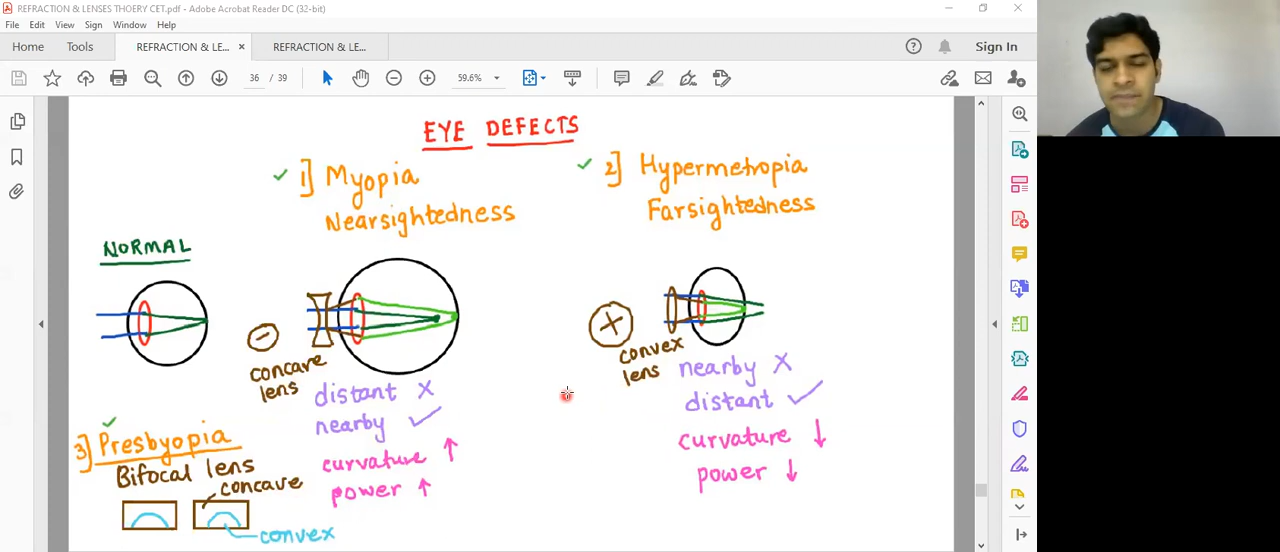 REFRACTION & LENSES THOERY CET.pdf - Adobe Acrobat Reader DC (32-bit)
File Edit View Sign Window Help
Home Tools REFRACTION & LE... × REFRACTION & LE... Sign In
36 / 39 59.6%
EYE DEFECTS
1] Myopia
Nearsightedness
2] Hypermetropia
Farsightedness
NORMAL
concave
lens
distant X
nearby ✓
curvature ↑
power ↑
convex
lens
nearby X
distant ✓
curvature ↓
power ↓
3] Presbyopia
Bifocal lens
concave
convex